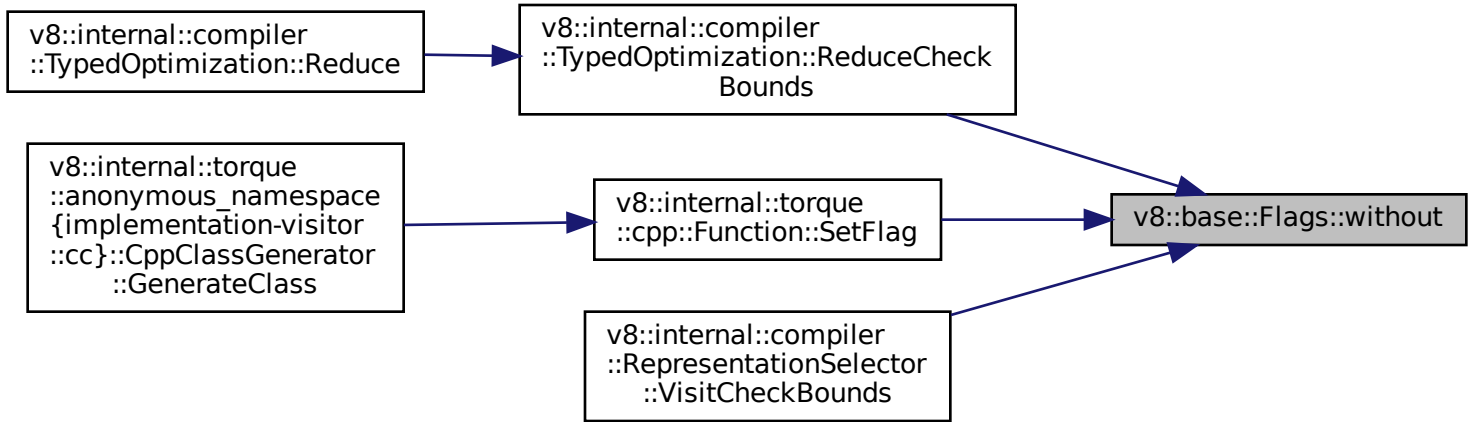 v8::internal::compiler
::TypedOptimization::Reduce
v8::internal::compiler
::TypedOptimization::ReduceCheck
Bounds
v8::internal::torque
::anonymous_namespace
{implementation-visitor
::cc}::CppClassGenerator
::GenerateClass
v8::internal::torque
::cpp::Function::SetFlag
v8::base::Flags::without
v8::internal::compiler
::RepresentationSelector
::VisitCheckBounds